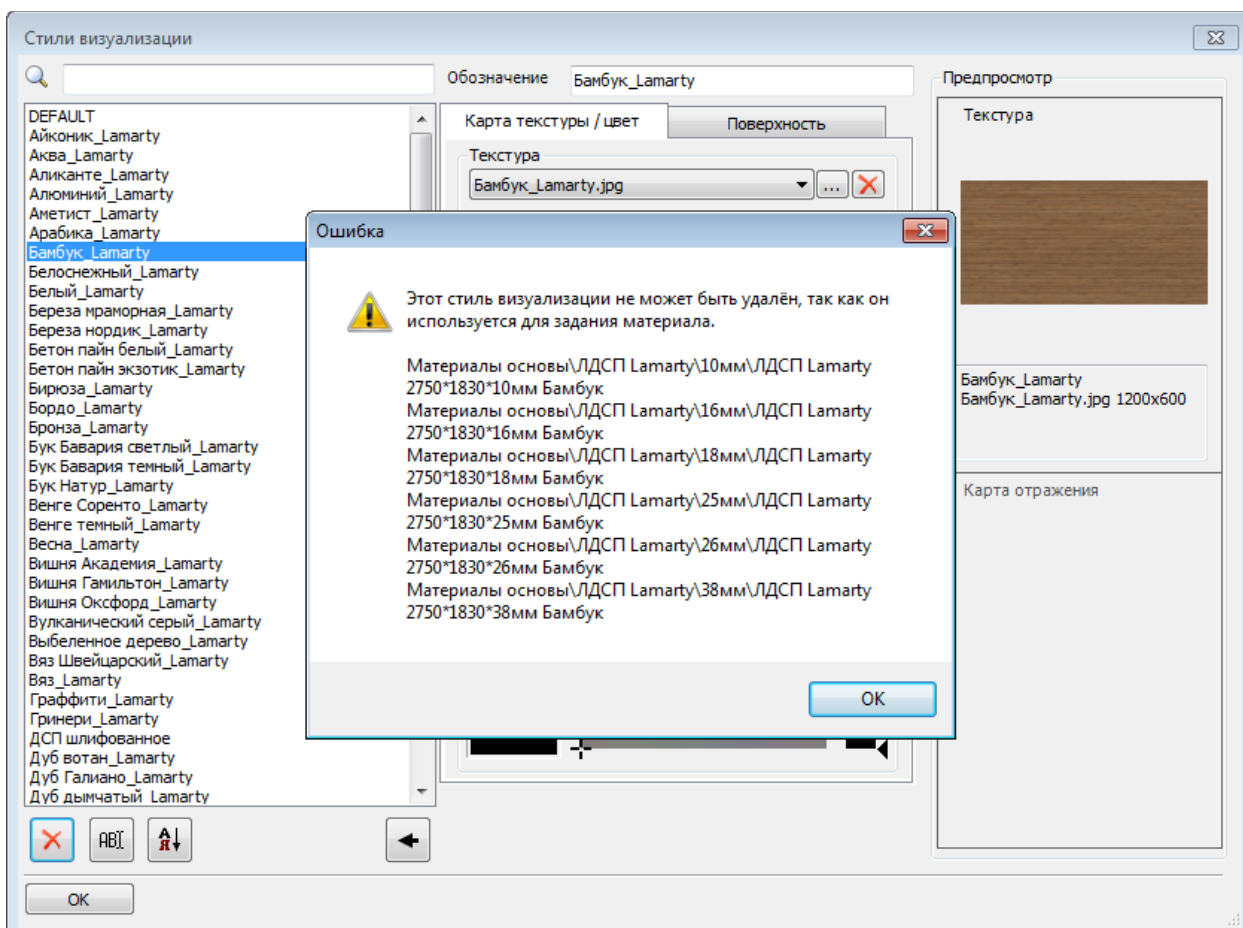 Стили визуализации
Обозначение
Бамбук_Lamarty
Предпросмотр
DEFAULT
Айконик_Lamarty
Аква_Lamarty
Аликанте_Lamarty
Алюминий_Lamarty
Аметист_Lamarty
Арабика_Lamarty
Бамбук_Lamarty
Белоснежный_Lamarty
Белый_Lamarty
Береза мраморная_Lamarty
Береза нордик_Lamarty
Бетон пайн белый_Lamarty
Бетон пайн экзотик_Lamarty
Бирюза_Lamarty
Бордо_Lamarty
Бронза_Lamarty
Бук Бавария светлый_Lamarty
Бук Бавария темный_Lamarty
Бук Натур_Lamarty
Венге Соренто_Lamarty
Венге темный_Lamarty
Весна_Lamarty
Вишня Академия_Lamarty
Вишня Гамильтон_Lamarty
Вишня Оксфорд_Lamarty
Вулканический серый_Lamarty
Выбеленное дерево_Lamarty
Вяз Швейцарский_Lamarty
Вяз_Lamarty
Граффити_Lamarty
Гринери_Lamarty
ДСП шлифованное
Дуб вотан_Lamarty
Дуб Галиано_Lamarty
Дуб дымчатый_Lamarty
Карта текстуры / цвет
Поверхность
Текстура
Бамбук_Lamarty.jpg
...
Ошибка
Этот стиль визуализации не может быть удалён, так как он
используется для задания материала.
Материалы основы\ЛДСП Lamarty\10мм\ЛДСП Lamarty
2750*1830*10мм Бамбук
Материалы основы\ЛДСП Lamarty\16мм\ЛДСП Lamarty
2750*1830*16мм Бамбук
Материалы основы\ЛДСП Lamarty\18мм\ЛДСП Lamarty
2750*1830*18мм Бамбук
Материалы основы\ЛДСП Lamarty\25мм\ЛДСП Lamarty
2750*1830*25мм Бамбук
Материалы основы\ЛДСП Lamarty\26мм\ЛДСП Lamarty
2750*1830*26мм Бамбук
Материалы основы\ЛДСП Lamarty\38мм\ЛДСП Lamarty
2750*1830*38мм Бамбук
OK
Текстура
Бамбук_Lamarty
Бамбук_Lamarty.jpg 1200x600
Карта отражения
ABI
А
Я
OK